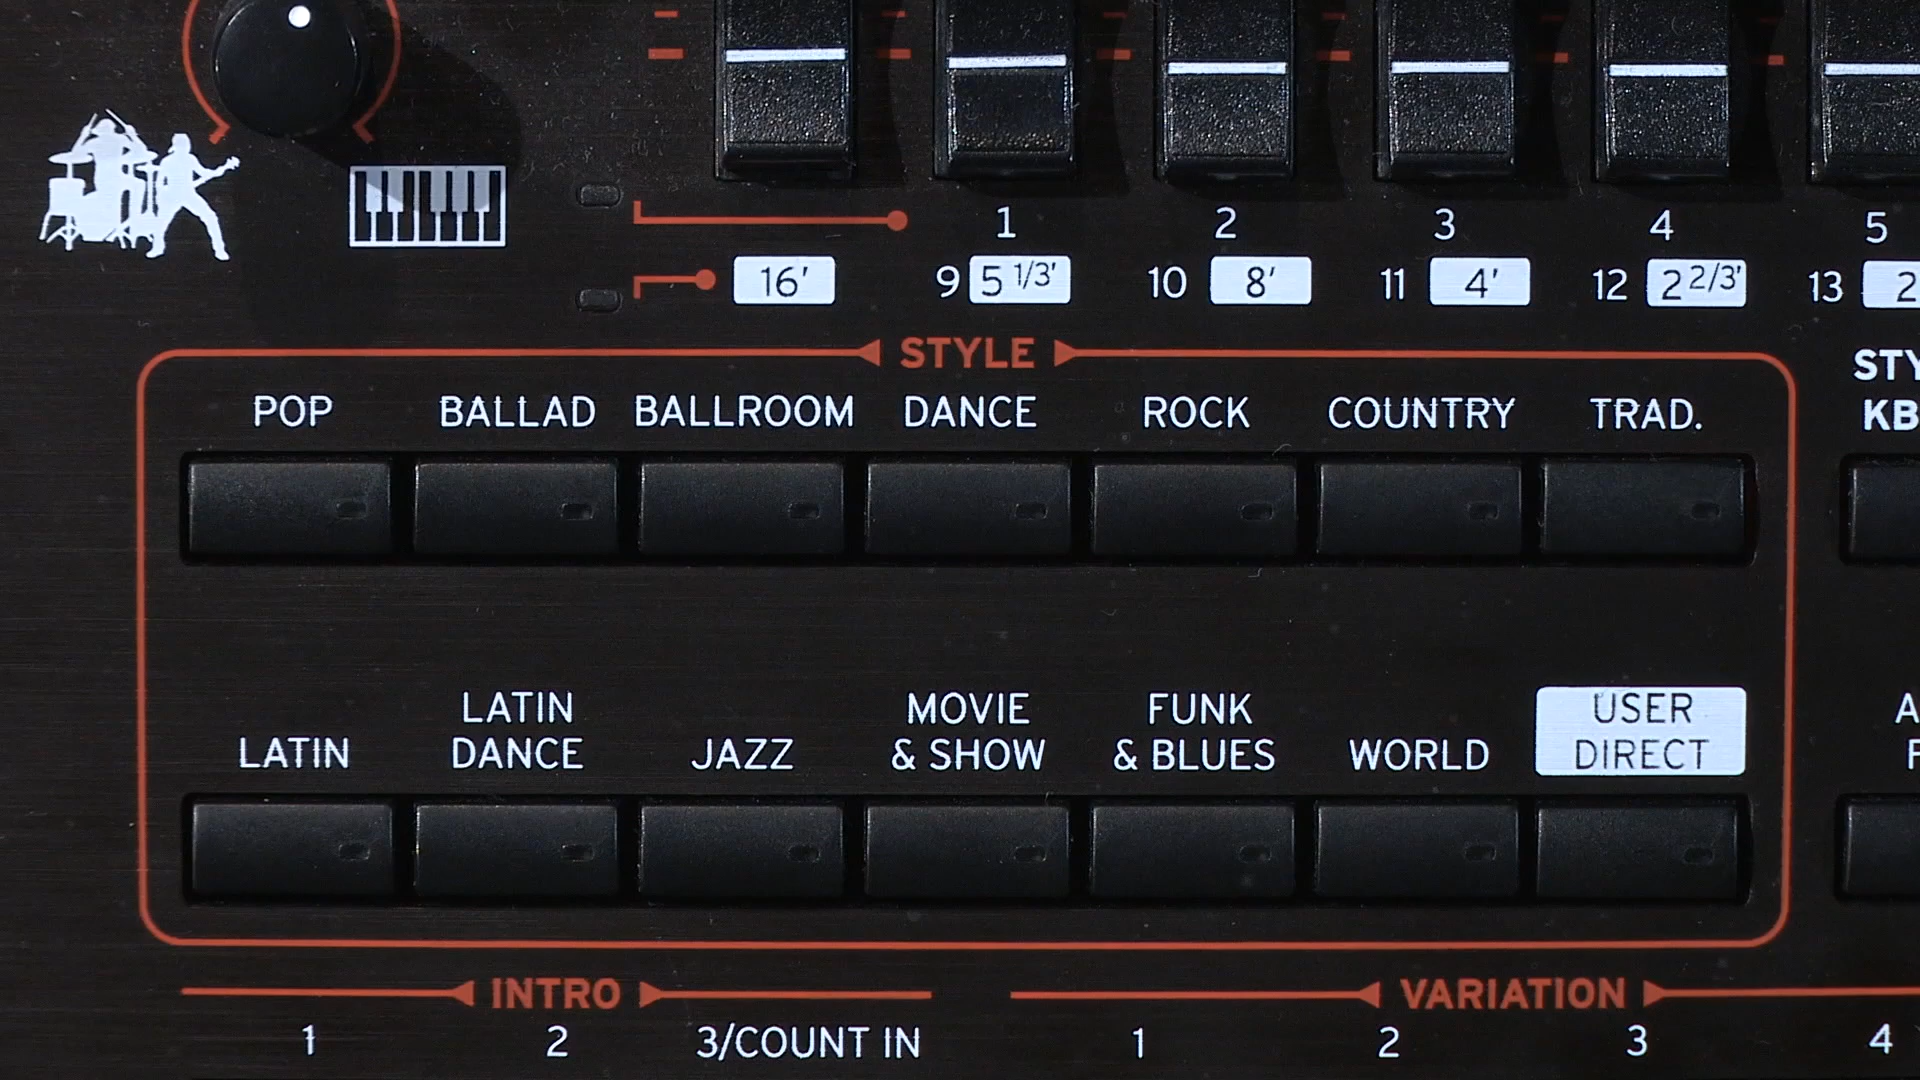 1 2 3 4 5
16' 9 5 1/3' 10 8' 11 4' 12 2 2/3' 13 2
STYLE
POP BALLAD BALLROOM DANCE ROCK COUNTRY TRAD.
LATIN
LATIN
DANCE
JAZZ
MOVIE
& SHOW
FUNK
& BLUES
WORLD
USER
DIRECT
INTRO VARIATION
1 2 3/COUNT IN 1 2 3 4